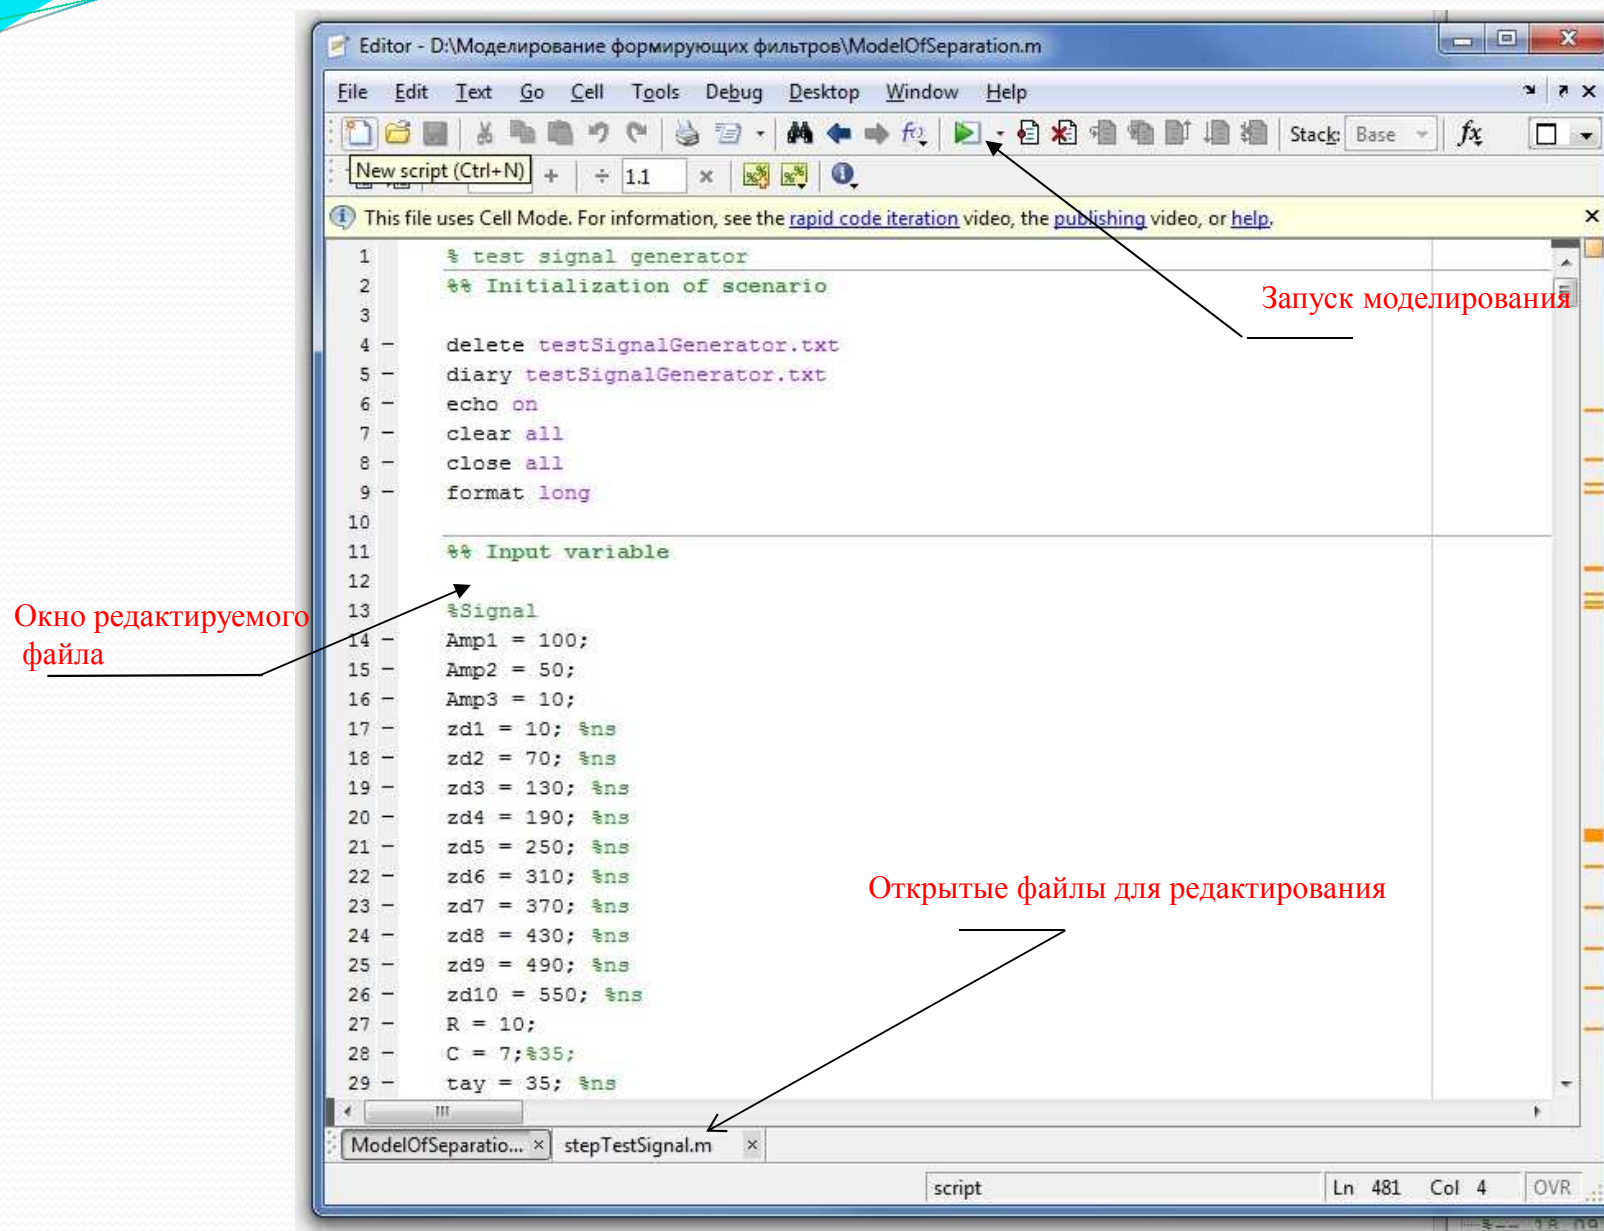 Editor - D:\Моделирование формирующих фильтров\ModelOfSeparation.m
File Edit Text Go Cell Tools Debug Desktop Window Help
Stack: Base fx
New script (Ctrl+N) + ÷ 1.1 ×
This file uses Cell Mode. For information, see the rapid code iteration video, the publishing video, or help.
1 % test signal generator
2 %% Initialization of scenario
Запуск моделирования
3
4 – delete testSignalGenerator.txt
5 – diary testSignalGenerator.txt
6 – echo on
7 – clear all
8 – close all
9 – format long
10
11 %% Input variable
12
Окно редактируемого
файла
13 %Signal
14 – Amp1 = 100;
15 – Amp2 = 50;
16 – Amp3 = 10;
17 – zd1 = 10; %ns
18 – zd2 = 70; %ns
19 – zd3 = 130; %ns
20 – zd4 = 190; %ns
21 – zd5 = 250; %ns
22 – zd6 = 310; %ns
Открытые файлы для редактирования
23 – zd7 = 370; %ns
24 – zd8 = 430; %ns
25 – zd9 = 490; %ns
26 – zd10 = 550; %ns
27 – R = 10;
28 – C = 7;%35;
29 – tay = 35; %ns
ModelOfSeparatio... × stepTestSignal.m ×
script Ln 481 Col 4 OVR